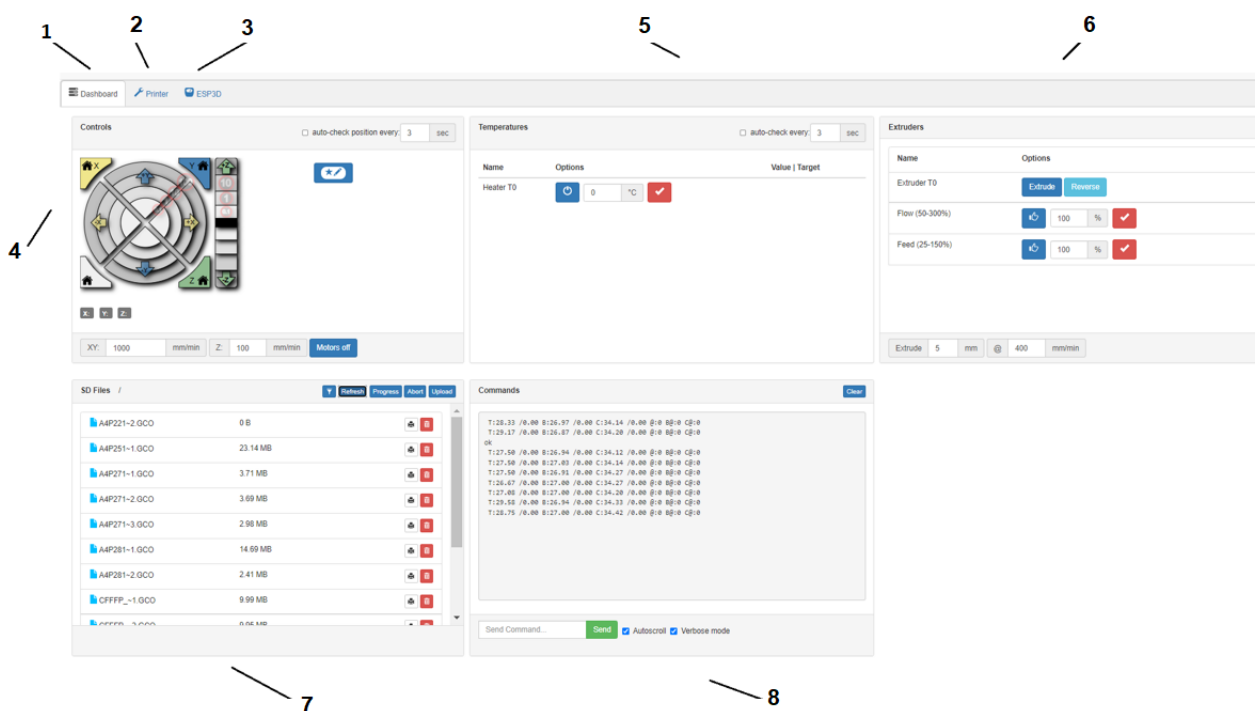 1 2 3 5 6
Dashboard Printer ESP3D
Controls auto-check position every: 3 sec
X Y Z
10
1
Z
-X +X
X: Y: Z:
XY: 1000 mm/min Z: 100 mm/min Motors off
4
Temperatures auto-check every: 3 sec
Name Options Value | Target
Heater T0 0 °C
Extruders
Name Options
Extruder T0 Extrude Reverse
Flow (50-300%) 100 %
Feed (25-150%) 100 %
Extrude 5 mm @ 400 mm/min
SD Files / Refresh Progress Abort Upload
A4P221~2.GCO 0 B
A4P251~1.GCO 23.14 MB
A4P271~1.GCO 3.71 MB
A4P271~2.GCO 3.69 MB
A4P271~3.GCO 2.98 MB
A4P281~1.GCO 14.69 MB
A4P281~2.GCO 2.41 MB
CFFFP_~1.GCO 9.99 MB
Commands Clear
T:28.33 /0.00 B:26.97 /0.00 C:34.14 /0.00 @:0 B@:0 C@:0
T:29.17 /0.00 B:26.87 /0.00 C:34.20 /0.00 @:0 B@:0 C@:0
ok
T:27.50 /0.00 B:26.94 /0.00 C:34.12 /0.00 @:0 B@:0 C@:0
T:27.50 /0.00 B:27.03 /0.00 C:34.14 /0.00 @:0 B@:0 C@:0
T:27.50 /0.00 B:26.91 /0.00 C:34.27 /0.00 @:0 B@:0 C@:0
T:26.67 /0.00 B:27.00 /0.00 C:34.27 /0.00 @:0 B@:0 C@:0
T:27.08 /0.00 B:27.00 /0.00 C:34.20 /0.00 @:0 B@:0 C@:0
T:29.58 /0.00 B:26.94 /0.00 C:34.33 /0.00 @:0 B@:0 C@:0
T:28.75 /0.00 B:27.00 /0.00 C:34.42 /0.00 @:0 B@:0 C@:0
Send Command... Send Autoscroll Verbose mode
7 8